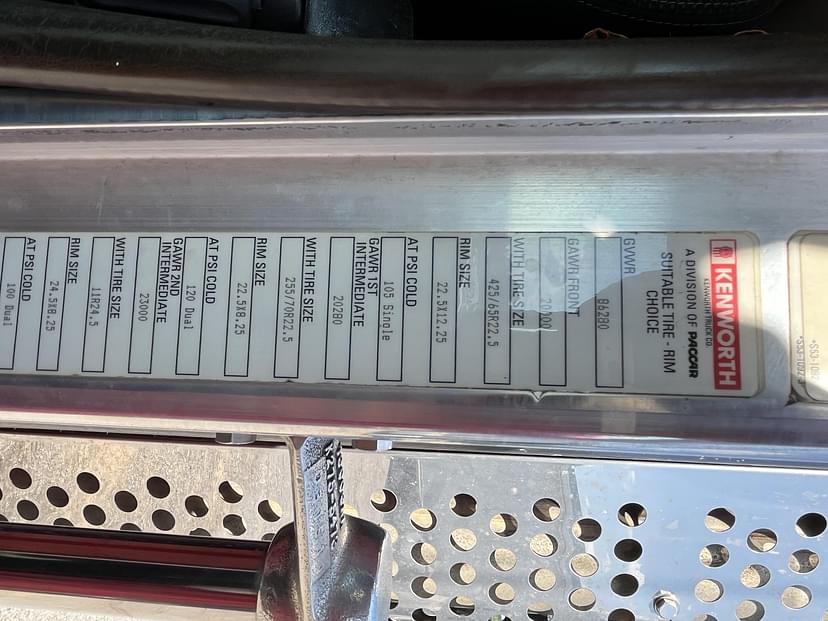 KENWORTH
KENWORTH TRUCK CO.
A DIVISION OF PACCAR
SUITABLE TIRE - RIM
CHOICE
GVWR
86280
GAWR FRONT
20000
WITH TIRE SIZE
425/65R22.5
RIM SIZE
22.5X12.25
AT PSI COLD
105 Single
GAWR 1ST
INTERMEDIATE
20280
WITH TIRE SIZE
255/70R22.5
RIM SIZE
22.5X8.25
AT PSI COLD
120 Dual
GAWR 2ND
INTERMEDIATE
23000
WITH TIRE SIZE
11R24.5
RIM SIZE
24.5X8.25
AT PSI COLD
100 Dual